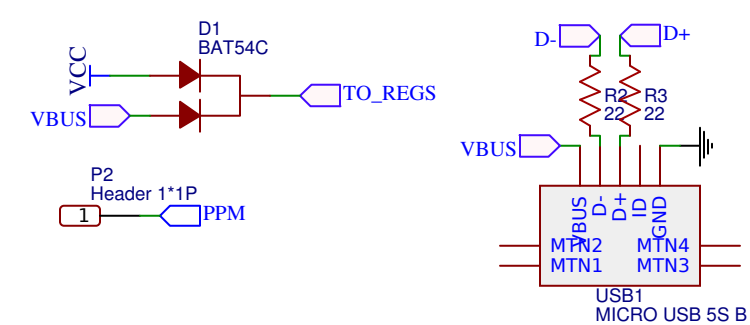 D1
BAT54C
VCC
VBUS
TO_REGS
P2
Header 1*1P
1
PPM
D-
D+
R2
22
R3
22
VBUS
VBUS
D-
D+
ID
GND
MTN2
MTN4
MTN1
MTN3
USB1
MICRO USB 5S B